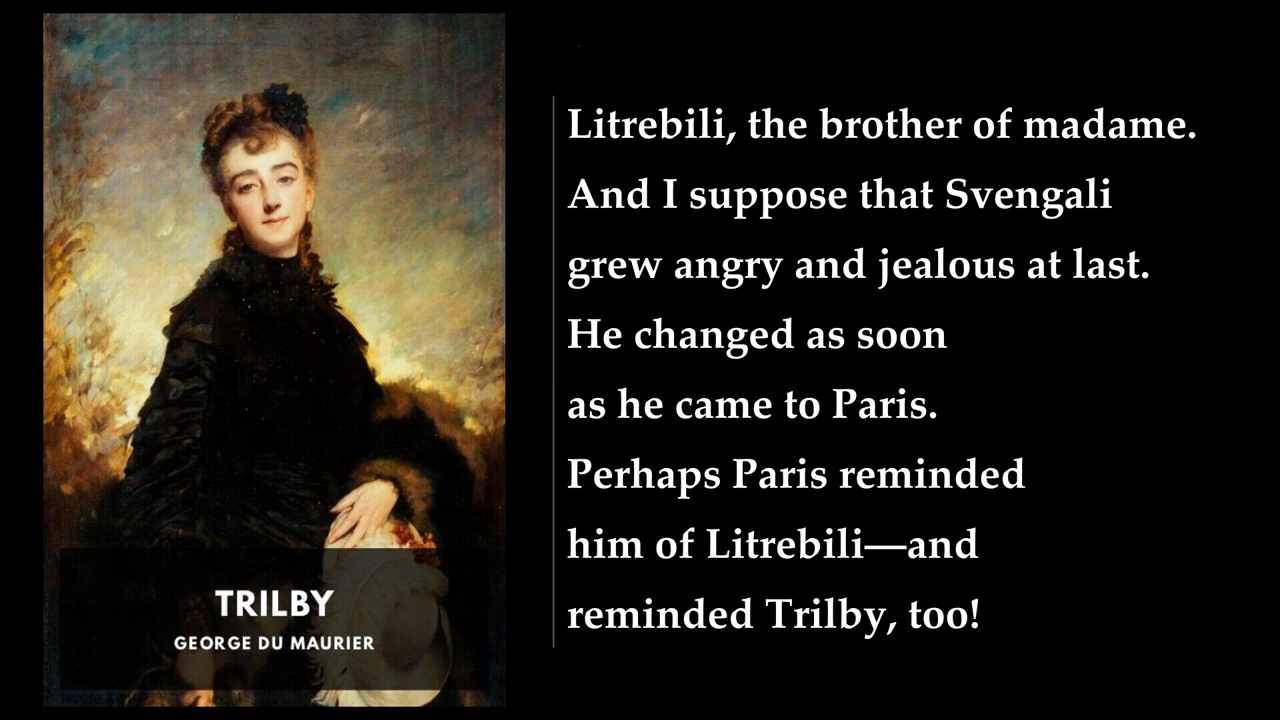 TRILBY
GEORGE DU MAURIER
Litrebili, the brother of madame.
And I suppose that Svengali
grew angry and jealous at last.
He changed as soon
as he came to Paris.
Perhaps Paris reminded
him of Litrebili—and
reminded Trilby, too!